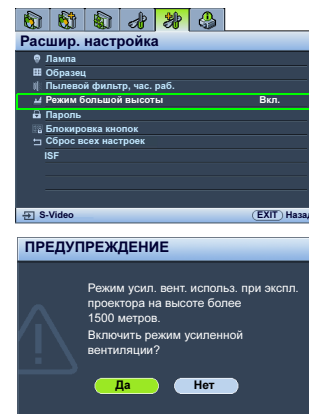 Расшир. настройка
Лампа
Образец
Пылевой фильтр, час. раб.
Режим большой высоты Вкл.
Пароль
Блокировка кнопок
Сброс всех настроек
ISF
S-Video EXIT Назад
ПРЕДУПРЕЖДЕНИЕ
Режим усил. вент. использ. при экспл.
проектора на высоте более
1500 метров.
Включить режим усиленной
вентиляции?
Да Нет